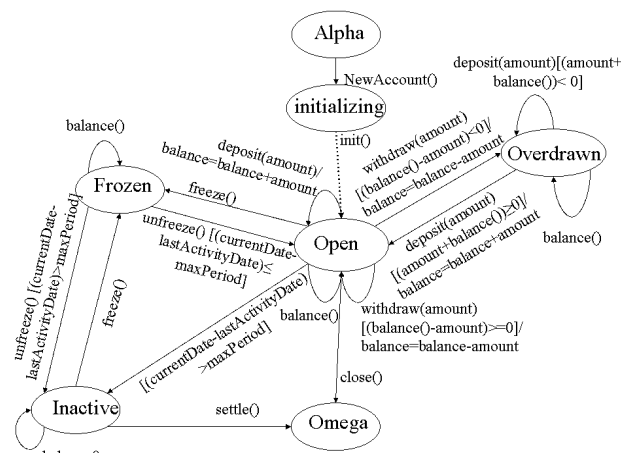 Alpha
NewAccount()
initializing
init()
deposit(amount)[(amount+
balance())< 0]
Overdrawn
balance()
withdraw(amount)
[(balance()-amount)<0]/
balance=balance-amount
deposit(amount)
[(amount+balance())≥0]/
balance=balance+amount
balance()
Frozen
deposit(amount)/
balance=balance+amount
freeze()
unfreeze() [(currentDate-
lastActivityDate)≤
maxPeriod]
Open
balance()
withdraw(amount)
[(balance()-amount)>=0]/
balance=balance-amount
unfreeze() [(currentDate-
lastActivityDate)>maxPeriod]
freeze()
[(currentDate-lastActivityDate)
>maxPeriod]
close()
Inactive
settle()
Omega